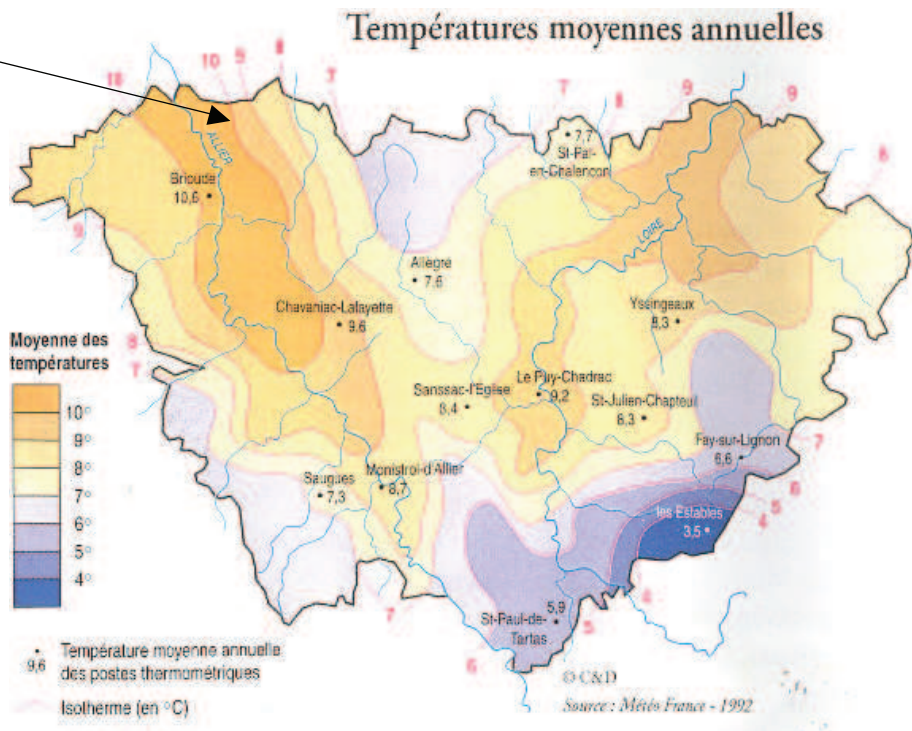 Températures moyennes annuelles
10
10
9
8
7
7
8
9
9
8
ALLIER
Brioude
10,6
9
7,7
St-Pal-
en-Chalencon
LOIRE
Allègre
7,6
Chavaniac-Lafayette
9,6
Yssingeaux
8,3
8
7
Sanssac-l'Eglise
8,4
Le Puy-Chadrac
9,2
St-Julien-Chapteuil
8,3
Fay-sur-Lignon
6,6
7
6
5
4
Saugues
7,3
Monistrol-d'Allier
8,7
les Estables
3,5
St-Paul-de-
Tartas
5,9
7
6
5
4
Moyenne des
températures
10°
9°
8°
7°
6°
5°
4°
9,6
Température moyenne annuelle
des postes thermométriques
Isotherme (en °C)
© C&D
Source : Météo France - 1992